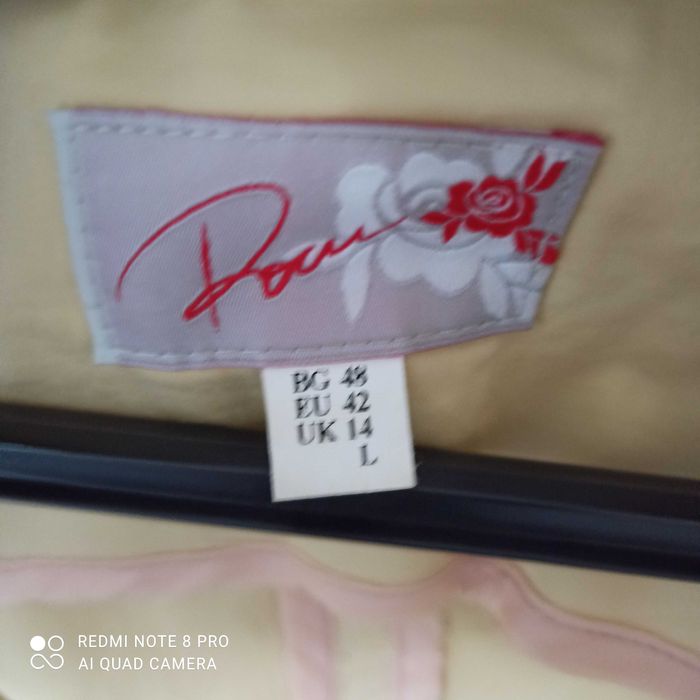 BG 48
EU 42
UK 14
L
REDMI NOTE 8 PRO
AI QUAD CAMERA